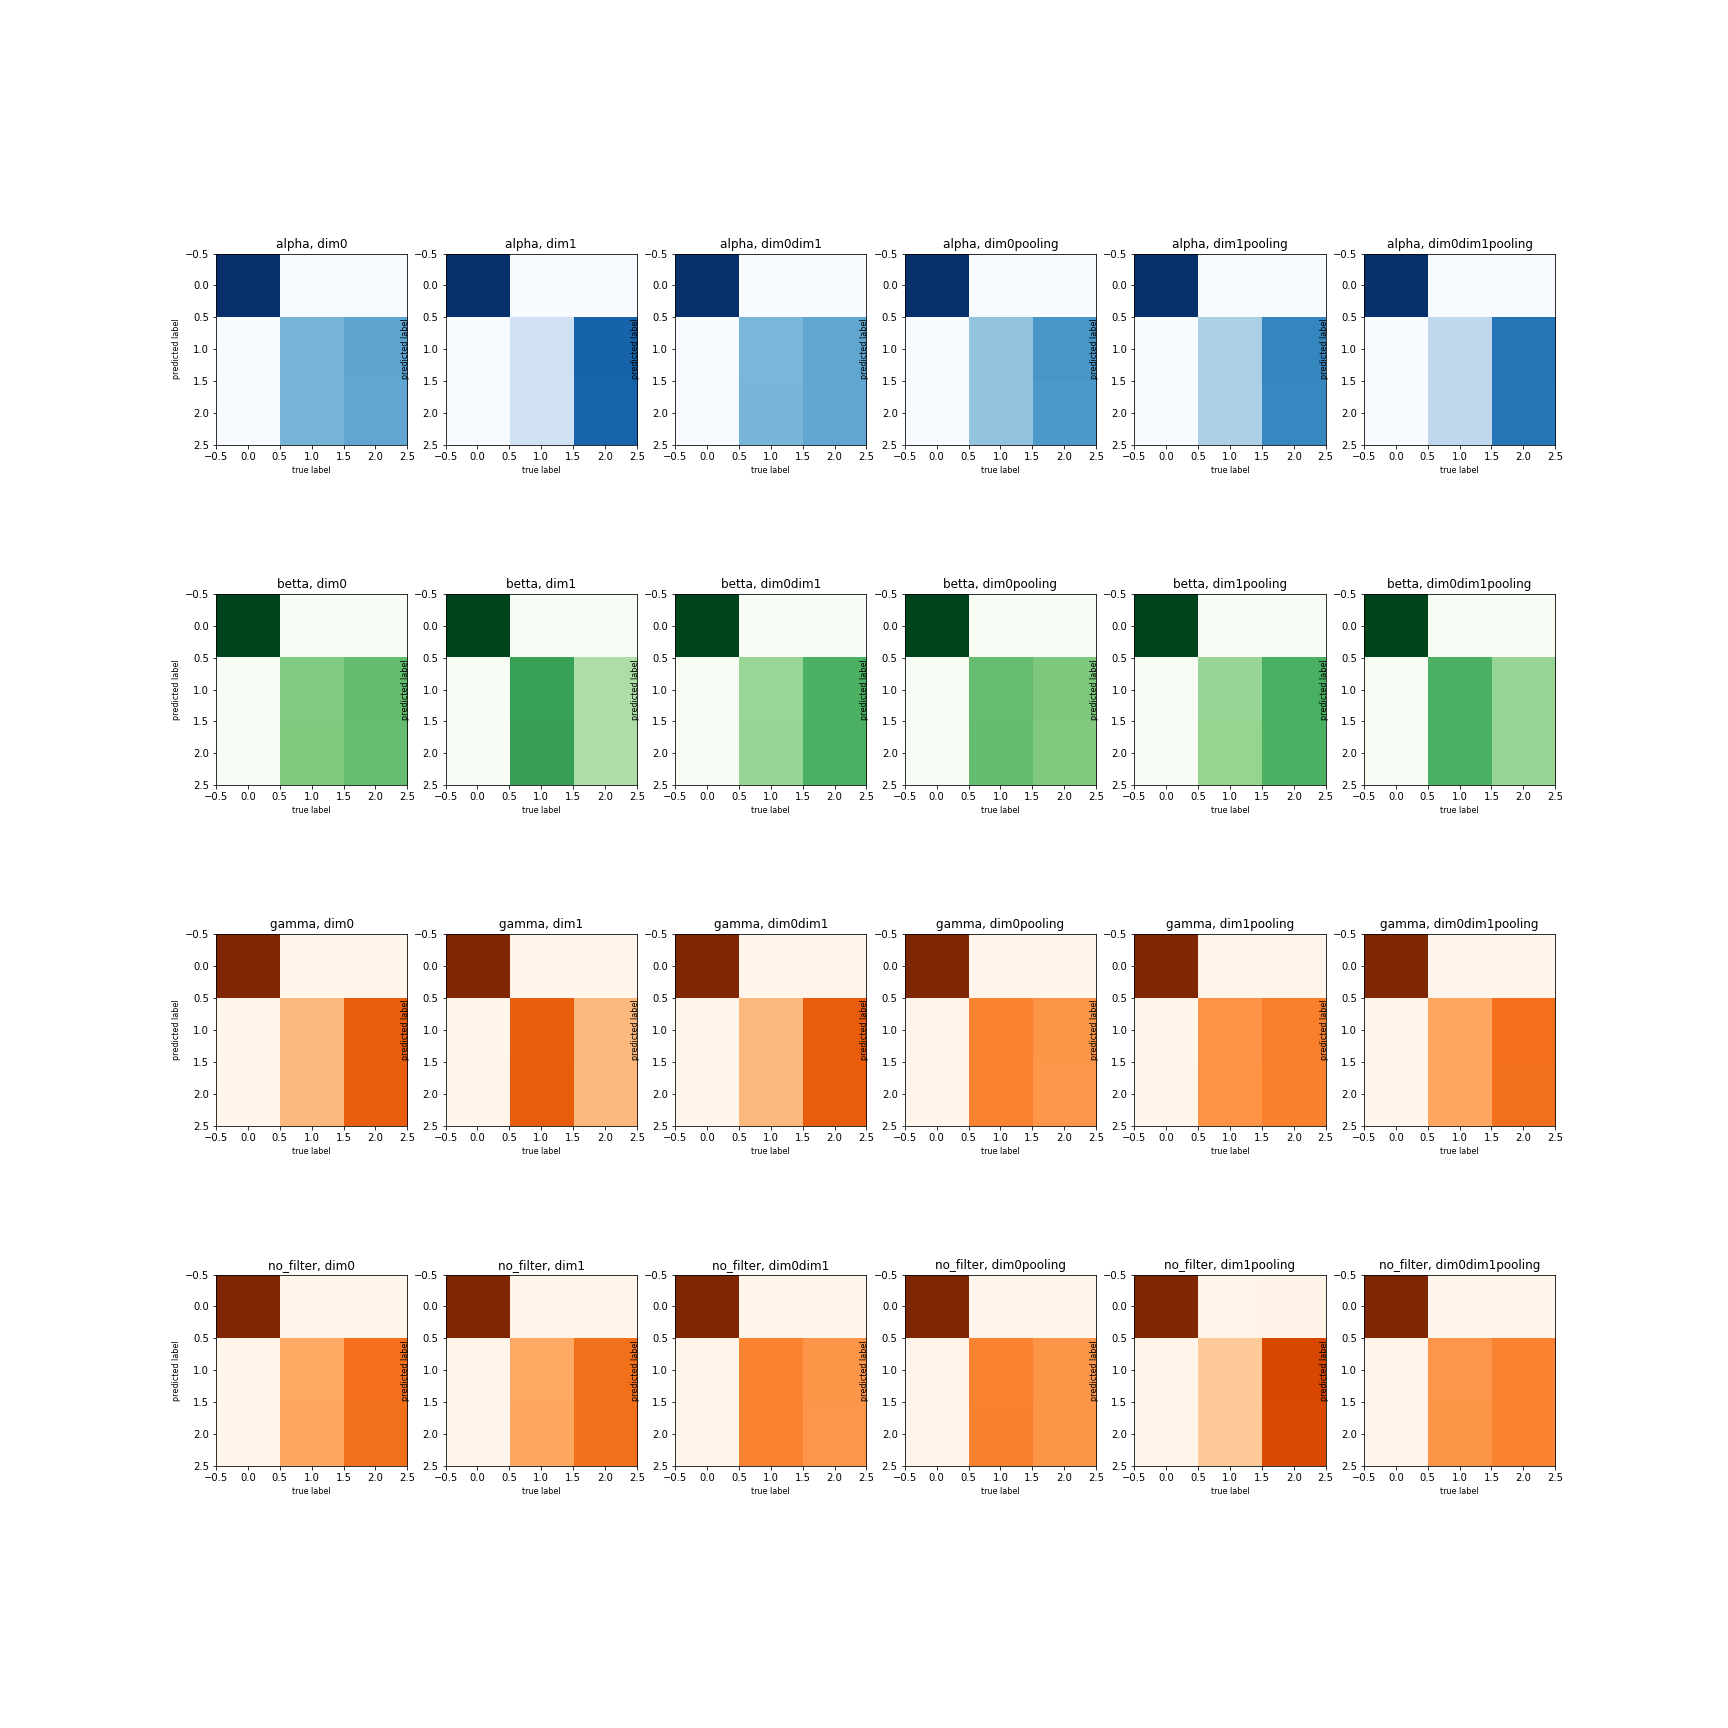 alpha, dim0 alpha, dim1 alpha, dim0dim1 alpha, dim0pooling alpha, dim1pooling alpha, dim0dim1pooling
−0.5 −0.5 −0.5 −0.5 −0.5 −0.5
0.0 0.0 0.0 0.0 0.0 0.0
0.5 0.5 0.5 0.5 0.5 0.5
predicted label predicted label predicted label predicted label predicted label predicted label
1.0 1.0 1.0 1.0 1.0 1.0
1.5 1.5 1.5 1.5 1.5 1.5
2.0 2.0 2.0 2.0 2.0 2.0
2.5 2.5 2.5 2.5 2.5 2.5
−0.5 0.0 0.5 1.0 1.5 2.0 2.5 −0.5 0.0 0.5 1.0 1.5 2.0 2.5 −0.5 0.0 0.5 1.0 1.5 2.0 2.5 −0.5 0.0 0.5 1.0 1.5 2.0 2.5 −0.5 0.0 0.5 1.0 1.5 2.0 2.5 −0.5 0.0 0.5 1.0 1.5 2.0 2.5
true label true label true label true label true label true label
betta, dim0 betta, dim1 betta, dim0dim1 betta, dim0pooling betta, dim1pooling betta, dim0dim1pooling
−0.5 −0.5 −0.5 −0.5 −0.5 −0.5
0.0 0.0 0.0 0.0 0.0 0.0
0.5 0.5 0.5 0.5 0.5 0.5
predicted label predicted label predicted label predicted label predicted label predicted label
1.0 1.0 1.0 1.0 1.0 1.0
1.5 1.5 1.5 1.5 1.5 1.5
2.0 2.0 2.0 2.0 2.0 2.0
2.5 2.5 2.5 2.5 2.5 2.5
−0.5 0.0 0.5 1.0 1.5 2.0 2.5 −0.5 0.0 0.5 1.0 1.5 2.0 2.5 −0.5 0.0 0.5 1.0 1.5 2.0 2.5 −0.5 0.0 0.5 1.0 1.5 2.0 2.5 −0.5 0.0 0.5 1.0 1.5 2.0 2.5 −0.5 0.0 0.5 1.0 1.5 2.0 2.5
true label true label true label true label true label true label
gamma, dim0 gamma, dim1 gamma, dim0dim1 gamma, dim0pooling gamma, dim1pooling gamma, dim0dim1pooling
−0.5 −0.5 −0.5 −0.5 −0.5 −0.5
0.0 0.0 0.0 0.0 0.0 0.0
0.5 0.5 0.5 0.5 0.5 0.5
predicted label predicted label predicted label predicted label predicted label predicted label
1.0 1.0 1.0 1.0 1.0 1.0
1.5 1.5 1.5 1.5 1.5 1.5
2.0 2.0 2.0 2.0 2.0 2.0
2.5 2.5 2.5 2.5 2.5 2.5
−0.5 0.0 0.5 1.0 1.5 2.0 2.5 −0.5 0.0 0.5 1.0 1.5 2.0 2.5 −0.5 0.0 0.5 1.0 1.5 2.0 2.5 −0.5 0.0 0.5 1.0 1.5 2.0 2.5 −0.5 0.0 0.5 1.0 1.5 2.0 2.5 −0.5 0.0 0.5 1.0 1.5 2.0 2.5
true label true label true label true label true label true label
no_filter, dim0 no_filter, dim1 no_filter, dim0dim1 no_filter, dim0pooling no_filter, dim1pooling no_filter, dim0dim1pooling
−0.5 −0.5 −0.5 −0.5 −0.5 −0.5
0.0 0.0 0.0 0.0 0.0 0.0
0.5 0.5 0.5 0.5 0.5 0.5
predicted label predicted label predicted label predicted label predicted label predicted label
1.0 1.0 1.0 1.0 1.0 1.0
1.5 1.5 1.5 1.5 1.5 1.5
2.0 2.0 2.0 2.0 2.0 2.0
2.5 2.5 2.5 2.5 2.5 2.5
−0.5 0.0 0.5 1.0 1.5 2.0 2.5 −0.5 0.0 0.5 1.0 1.5 2.0 2.5 −0.5 0.0 0.5 1.0 1.5 2.0 2.5 −0.5 0.0 0.5 1.0 1.5 2.0 2.5 −0.5 0.0 0.5 1.0 1.5 2.0 2.5 −0.5 0.0 0.5 1.0 1.5 2.0 2.5
true label true label true label true label true label true label